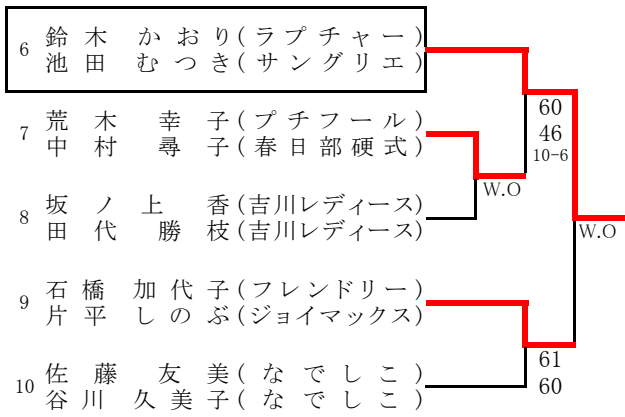 6 鈴木 かおり(ラプチャー)
池田 むつき(サングリエ)
60
46
10-6
7 荒木 幸子(プチフール)
中村 尋子(春日部硬式)
W.O
8 坂ノ上 香(吉川レディース)
田代 勝枝(吉川レディース)
W.O
9 石橋 加代子(フレンドリー)
片平 しのぶ(ジョイマックス)
61
60
10 佐藤 友美(なでしこ)
谷川 久美子(なでしこ)